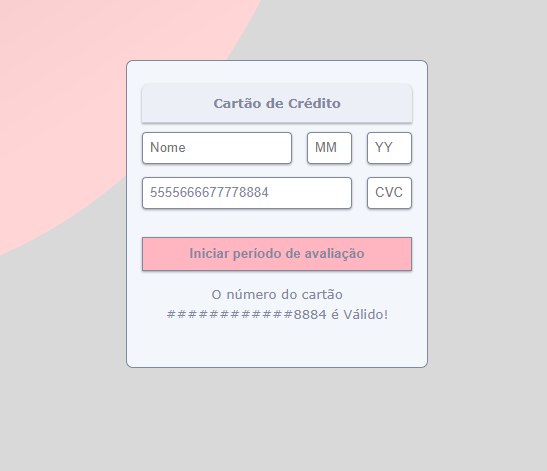 Cartão de Crédito
Nome MM YY
5555666677778884 CVC
Iniciar período de avaliação
O número do cartão
############8884 é Válido!